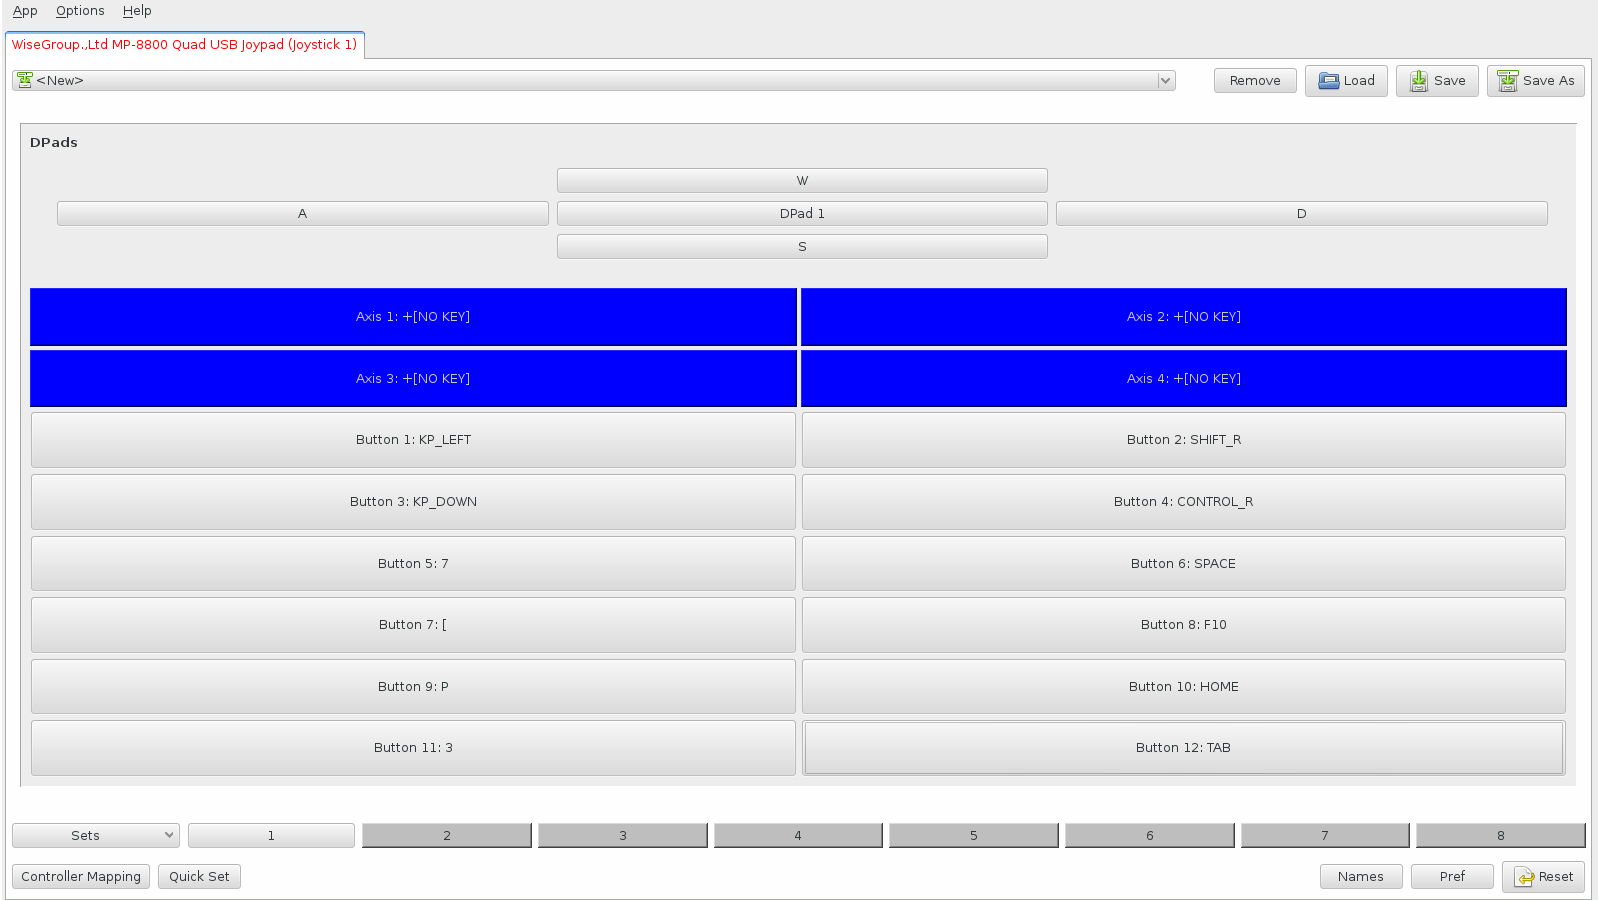 App Options Help
WiseGroup.,Ltd MP-8800 Quad USB Joypad (Joystick 1)
<New> Remove Load Save Save As
DPads
W
A DPad 1 D
S
Axis 1: +[NO KEY] Axis 2: +[NO KEY]
Axis 3: +[NO KEY] Axis 4: +[NO KEY]
Button 1: KP_LEFT Button 2: SHIFT_R
Button 3: KP_DOWN Button 4: CONTROL_R
Button 5: 7 Button 6: SPACE
Button 7: [ Button 8: F10
Button 9: P Button 10: HOME
Button 11: 3 Button 12: TAB
Sets 1 2 3 4 5 6 7 8
Controller Mapping Quick Set Names Pref Reset